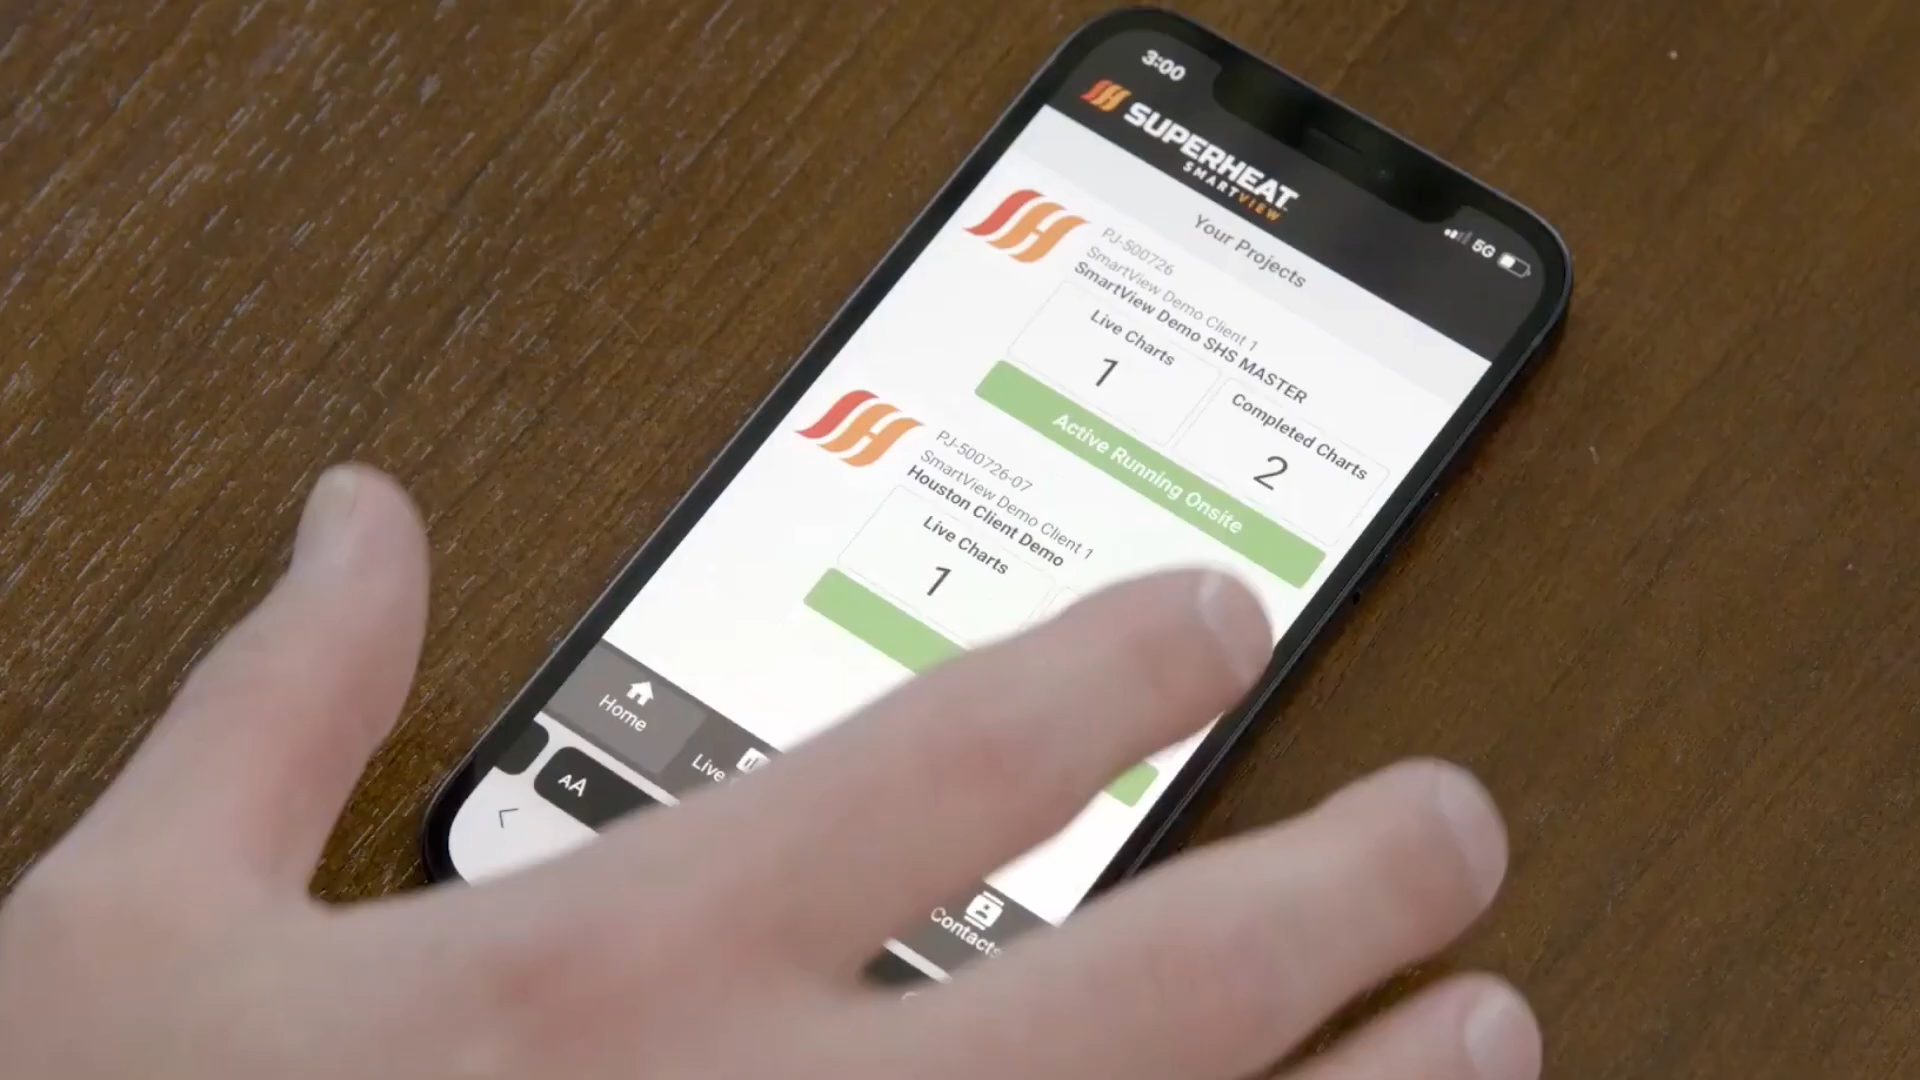 3:00
5G
SUPERHEAT
SMARTVIEW
Your Projects
PJ-500726
SmartView Demo Client 1
SmartView Demo SHS MASTER
Live Charts
1
Completed Charts
2
Active Running Onsite
PJ-500726-07
SmartView Demo Client 1
Houston Client Demo
Live Charts
1
Home
Live
Contacts
AA